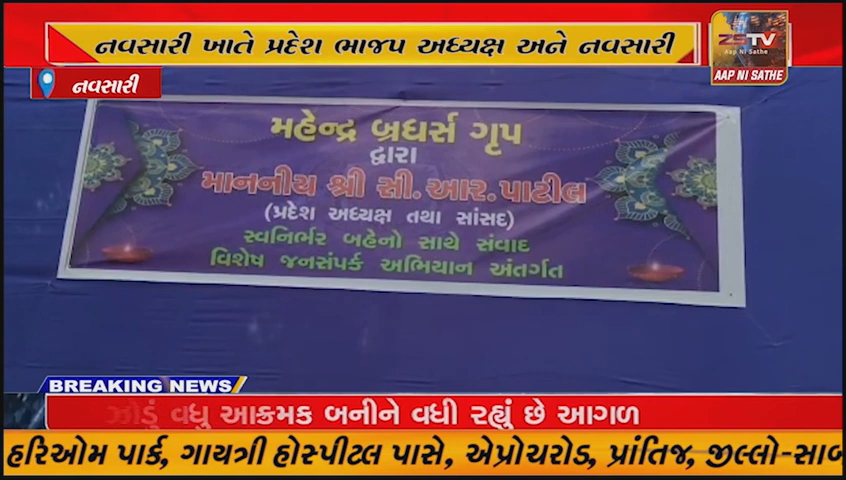 નવસારી ખાતે પ્રદેશ ભાજપ અધ્યક્ષ અને નવસારી
ZSTV
Aap Ni Sathe
AAP NI SATHE
નવસારી
મહેન્દ્ર બ્રધર્સ ગૃપ
દ્વારા
માનનીય શ્રી સી. આર. પાટીલ
(પ્રદેશ અધ્યક્ષ તથા સાંસદ)
સ્વનિર્ભર બહેનો સાથે સંવાદ
વિશેષ જનસંપર્ક અભિયાન અંતર્ગત
BREAKING NEWS
વધુ આક્રમક બનીને વધી રહ્યું છે આગળ
હરિઓમ પાર્ક, ગાયત્રી હોસ્પીટલ પાસે, એપ્રોચરોડ, પ્રાંતિજ, જીલ્લો-સાબ